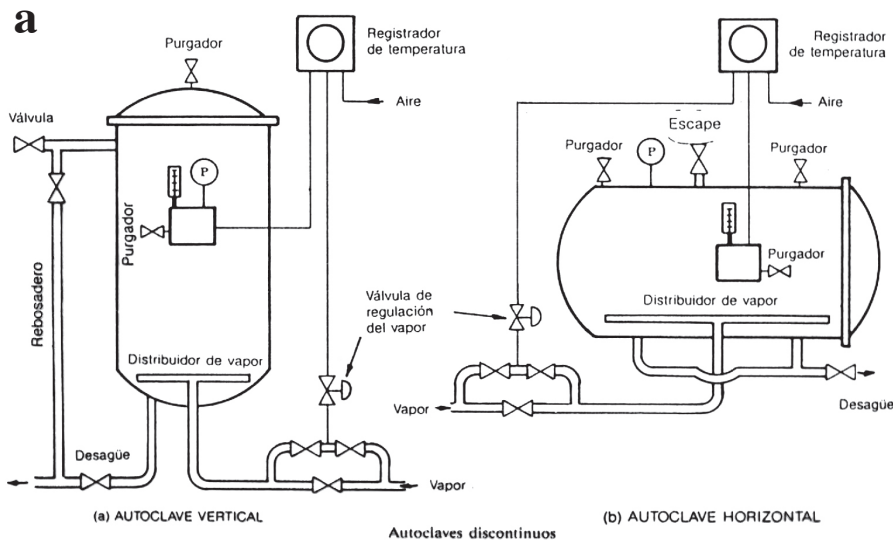 a
Purgador
Registrador
de temperatura
Aire
Válvula
P
Purgador
Rebosadero
Distribuidor de vapor
Desagüe
Vapor
(a) AUTOCLAVE VERTICAL
Válvula de
regulación
del vapor
Registrador
de temperatura
Aire
Escape
Purgador
P
Purgador
Purgador
Distribuidor de vapor
Vapor
Desagüe
(b) AUTOCLAVE HORIZONTAL
Autoclaves discontinuos